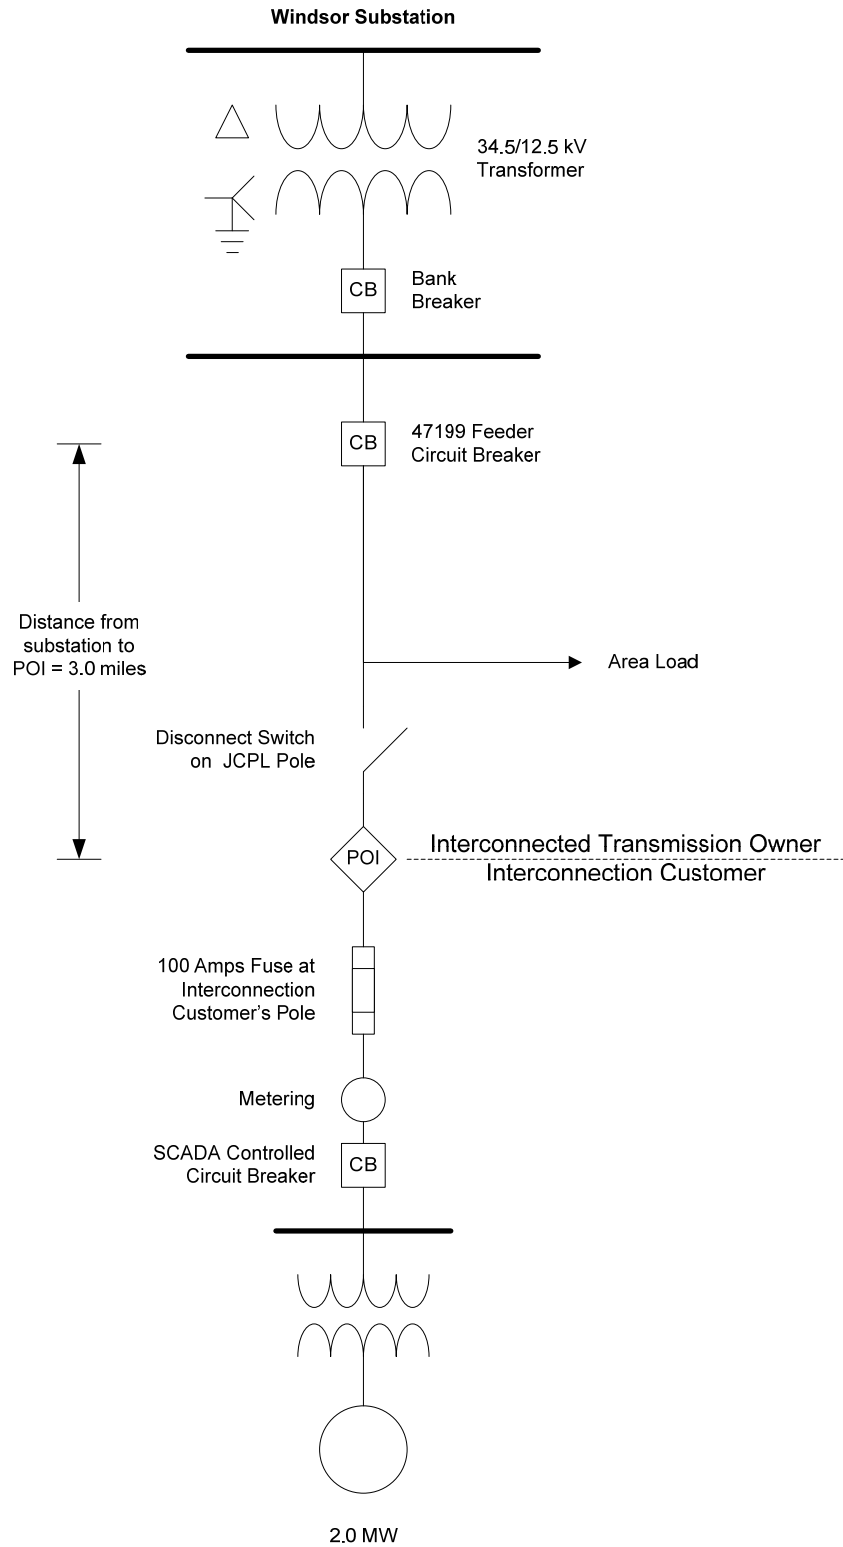 Windsor Substation
34.5/12.5 kV
Transformer
CB
Bank
Breaker
CB
47199 Feeder
Circuit Breaker
Distance from
substation to
POI = 3.0 miles
Area Load
Disconnect Switch
on JCPL Pole
POI
Interconnected Transmission Owner
Interconnection Customer
100 Amps Fuse at
Interconnection
Customer's Pole
Metering
SCADA Controlled
Circuit Breaker
CB
2.0 MW